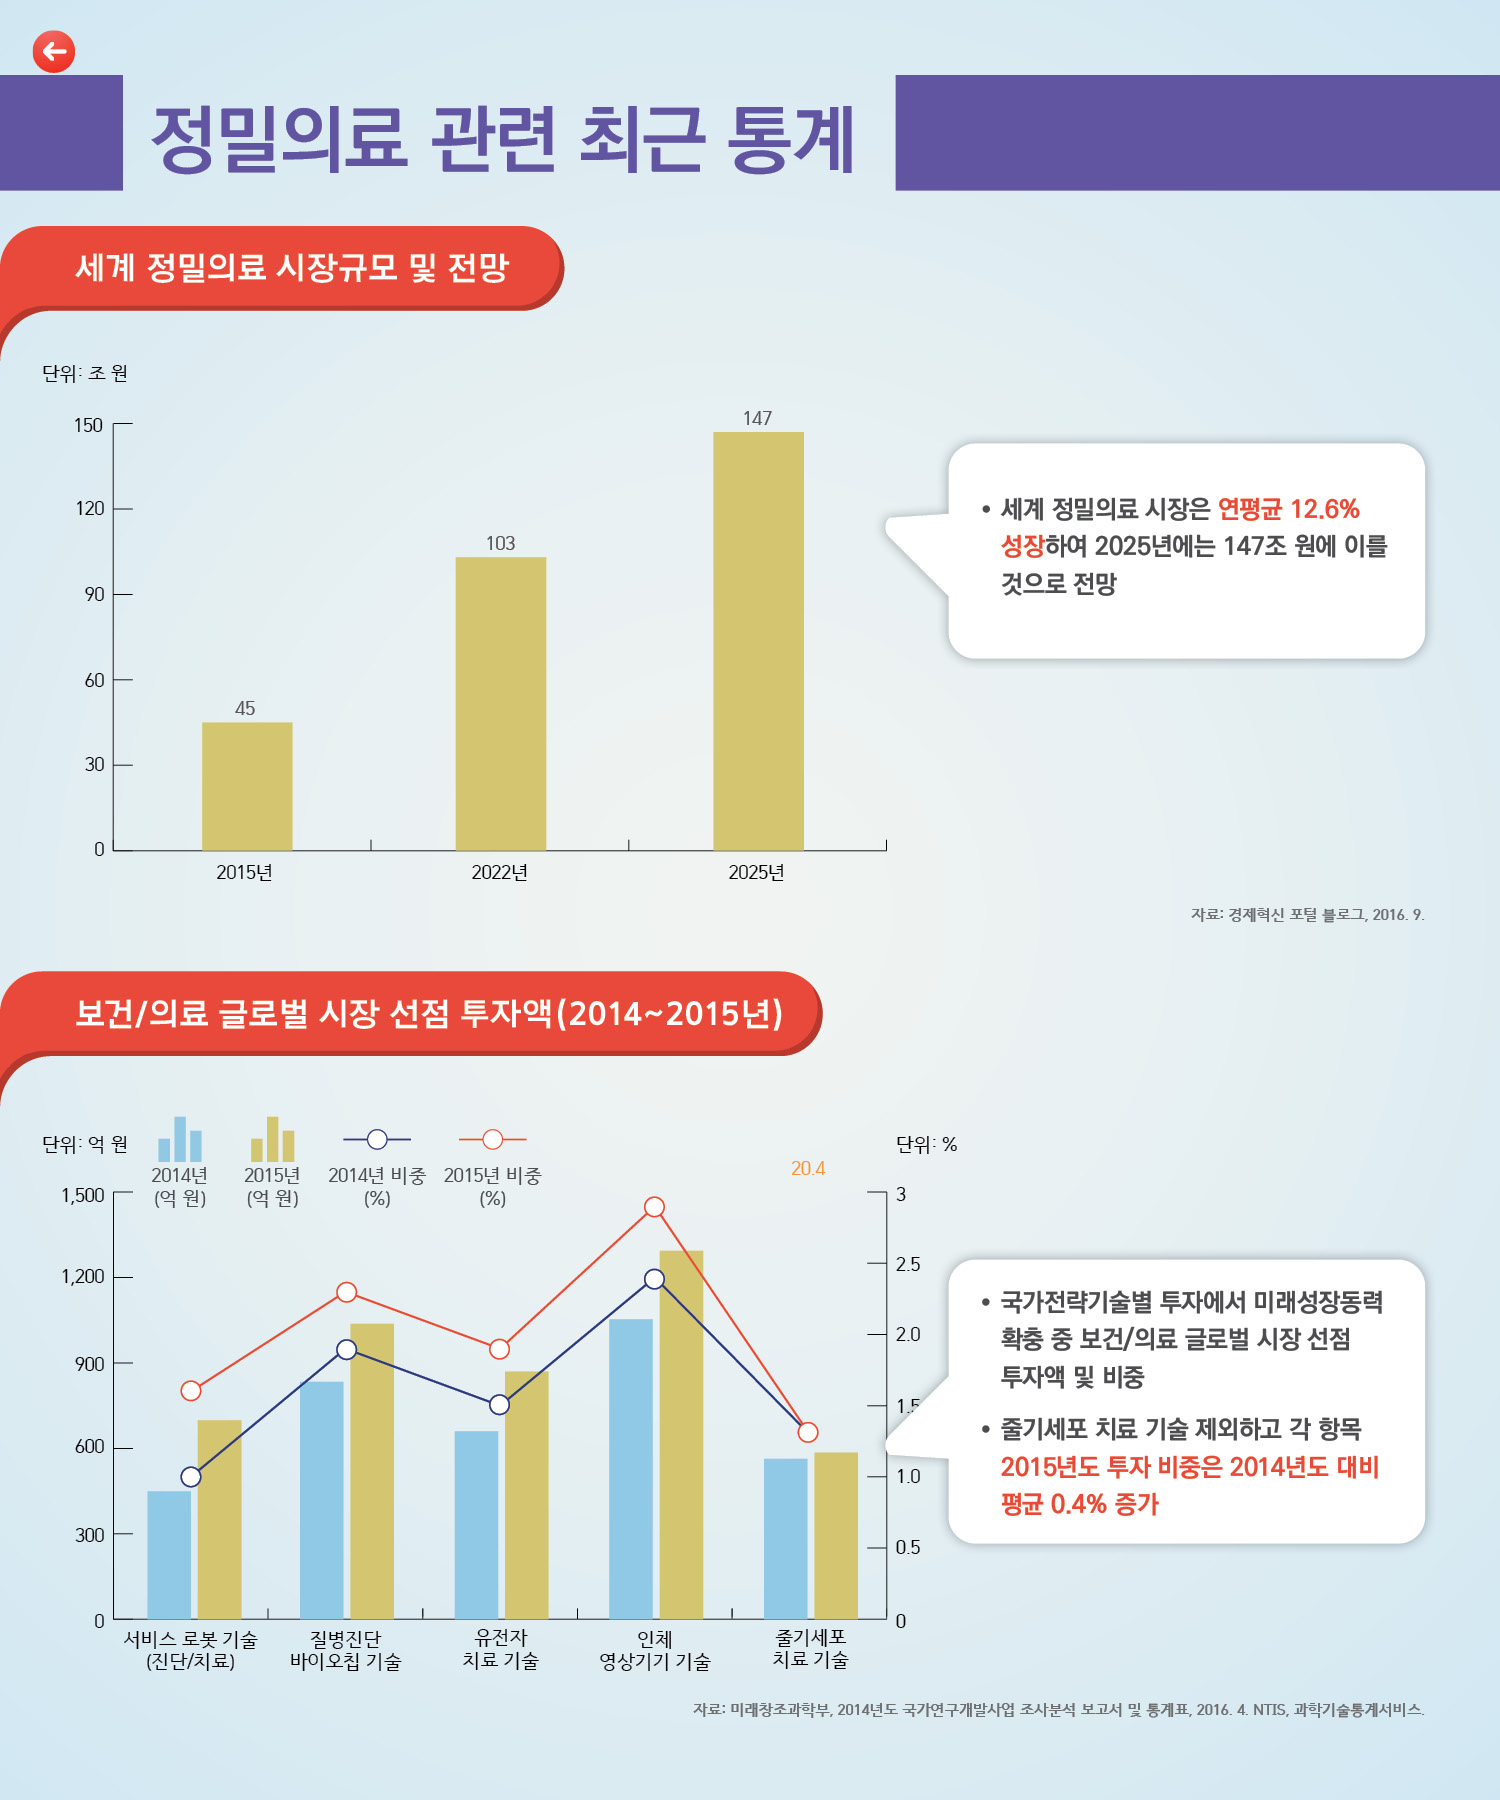 정밀의료 관련 최근 통계
세계 정밀의료 시장규모 및 전망
단위: 조 원
150
120
90
60
30
0
45
103
147
2015년
2022년
2025년
• 세계 정밀의료 시장은 연평균 12.6%
성장하여 2025년에는 147조 원에 이를
것으로 전망
자료: 경제혁신 포털 블로그, 2016. 9.
보건/의료 글로벌 시장 선점 투자액(2014~2015년)
단위: 억 원
2014년
(억 원)
2015년
(억 원)
2014년 비중
(%)
2015년 비중
(%)
20.4
단위: %
1,500
1,200
900
600
300
0
3
2.5
2.0
1.5
1.0
0.5
0
서비스 로봇 기술
(진단/치료)
질병진단
바이오칩 기술
유전자
치료 기술
인체
영상기기 기술
줄기세포
치료 기술
• 국가전략기술별 투자에서 미래성장동력
확충 중 보건/의료 글로벌 시장 선점
투자액 및 비중
• 줄기세포 치료 기술 제외하고 각 항목
2015년도 투자 비중은 2014년도 대비
평균 0.4% 증가
자료: 미래창조과학부, 2014년도 국가연구개발사업 조사분석 보고서 및 통계표, 2016. 4. NTIS, 과학기술통계서비스.